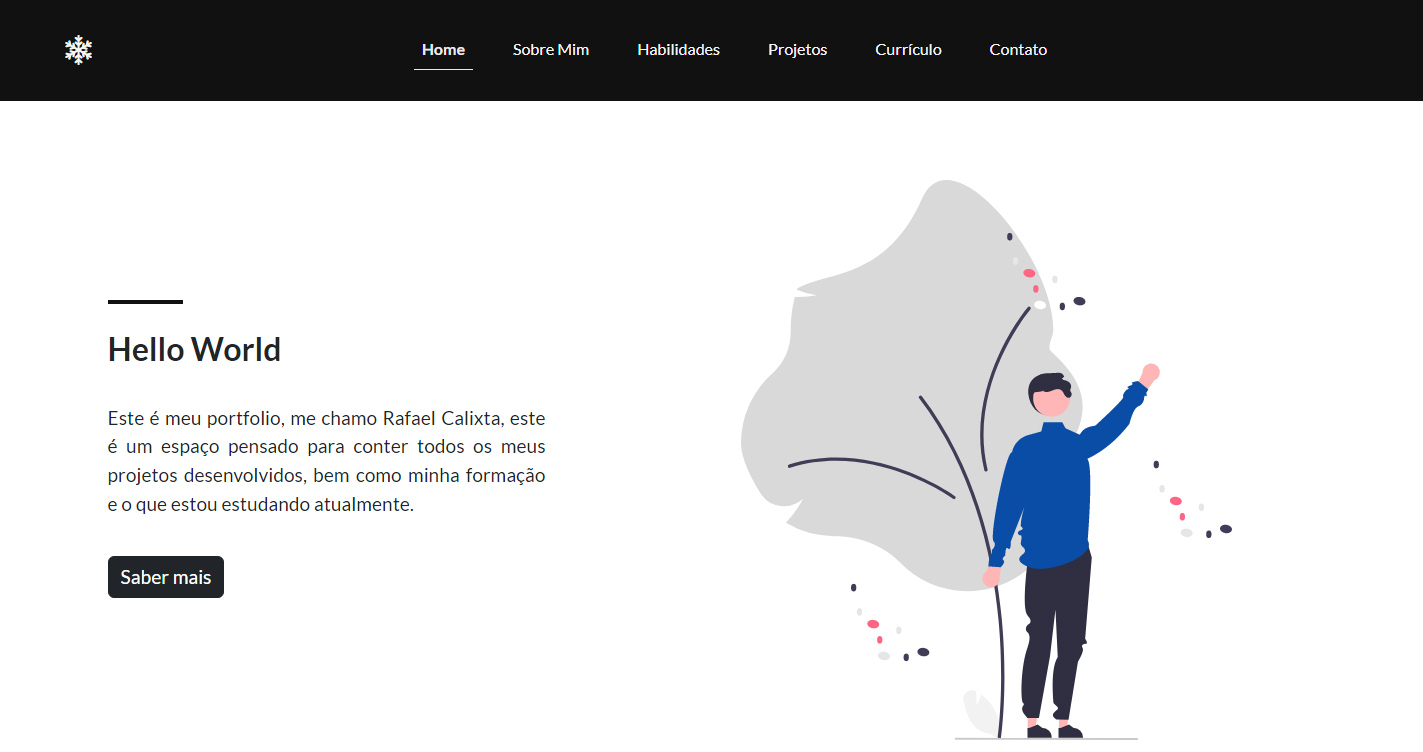 Home Sobre Mim Habilidades Projetos Currículo Contato
Hello World
Este é meu portfolio, me chamo Rafael Calixta, este
é um espaço pensado para conter todos os meus
projetos desenvolvidos, bem como minha formação
e o que estou estudando atualmente.
Saber mais